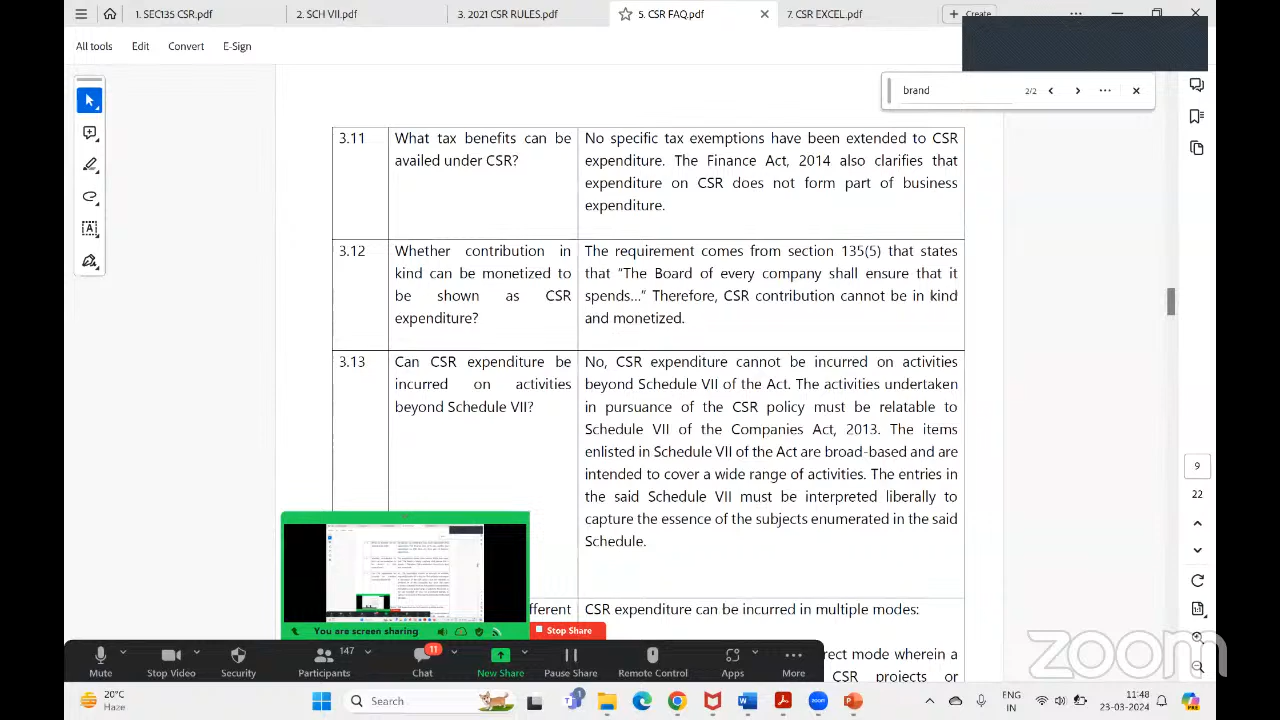 1. SEC135 CSR.pdf
2. SCH VII.pdf
3. 2021 CSR RULES.pdf
5. CSR FAQ.pdf
7. CSR EXCEL.pdf
+ Create
All tools
Edit
Convert
E-Sign
brand
2/2
3.11
What tax benefits can be
availed under CSR?
No specific tax exemptions have been extended to CSR
expenditure. The Finance Act, 2014 also clarifies that
expenditure on CSR does not form part of business
expenditure.
3.12
Whether contribution in
kind can be monetized to
be shown as CSR
expenditure?
The requirement comes from section 135(5) that states
that “The Board of every company shall ensure that it
spends...” Therefore, CSR contribution cannot be in kind
and monetized.
3.13
Can CSR expenditure be
incurred on activities
beyond Schedule VII?
No, CSR expenditure cannot be incurred on activities
beyond Schedule VII of the Act. The activities undertaken
in pursuance of the CSR policy must be relatable to
Schedule VII of the Companies Act, 2013. The items
enlisted in Schedule VII of the Act are broad-based and are
intended to cover a wide range of activities. The entries in
the said Schedule VII must be interpreted liberally to
capture the essence of the subjects enumerated in the said
Schedule.
9
22
fferent
CSR expenditure can be incurred in multiple modes:
You are screen sharing
Stop Share
rect mode wherein a
CSR projects or
Mute
Stop Video
Security
147
Participants
11
Chat
New Share
Pause Share
Remote Control
Apps
More
zoom
20°C
Haze
Search
1
ENG
IN
11:48
23-03-2024